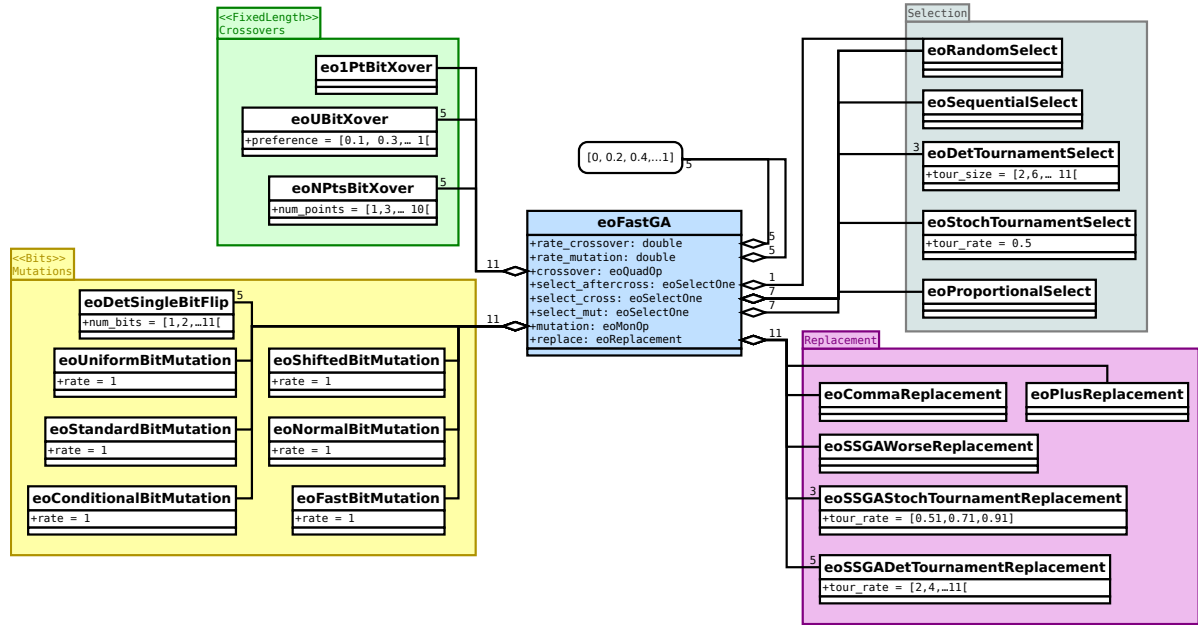 <<FixedLength>>
Crossovers
eo1PtBitXover
eoUBitXover
5
+preference = [0.1, 0.3,… 1[
eoNPtsBitXover
5
+num_points = [1,3,… 10[
<<Bits>>
Mutations
eoDetSingleBitFlip
5
+num_bits = [1,2,…11[
eoUniformBitMutation
+rate = 1
eoShiftedBitMutation
+rate = 1
eoStandardBitMutation
+rate = 1
eoNormalBitMutation
+rate = 1
eoConditionalBitMutation
+rate = 1
eoFastBitMutation
+rate = 1
[0, 0.2, 0.4,…1]
5
eoFastGA
+rate_crossover: double
+rate_mutation: double
+crossover: eoQuadOp
+select_aftercross: eoSelectOne
+select_cross: eoSelectOne
+select_mut: eoSelectOne
+mutation: eoMonOp
+replace: eoReplacement
11
11
5
5
1
7
7
11
Selection
eoRandomSelect
eoSequentialSelect
3
eoDetTournamentSelect
+tour_size = [2,6,… 11[
eoStochTournamentSelect
+tour_rate = 0.5
eoProportionalSelect
Replacement
eoCommaReplacement
eoPlusReplacement
eoSSGAWorseReplacement
3
eoSSGAStochTournamentReplacement
+tour_rate = [0.51,0.71,0.91]
5
eoSSGADetTournamentReplacement
+tour_rate = [2,4,…11[